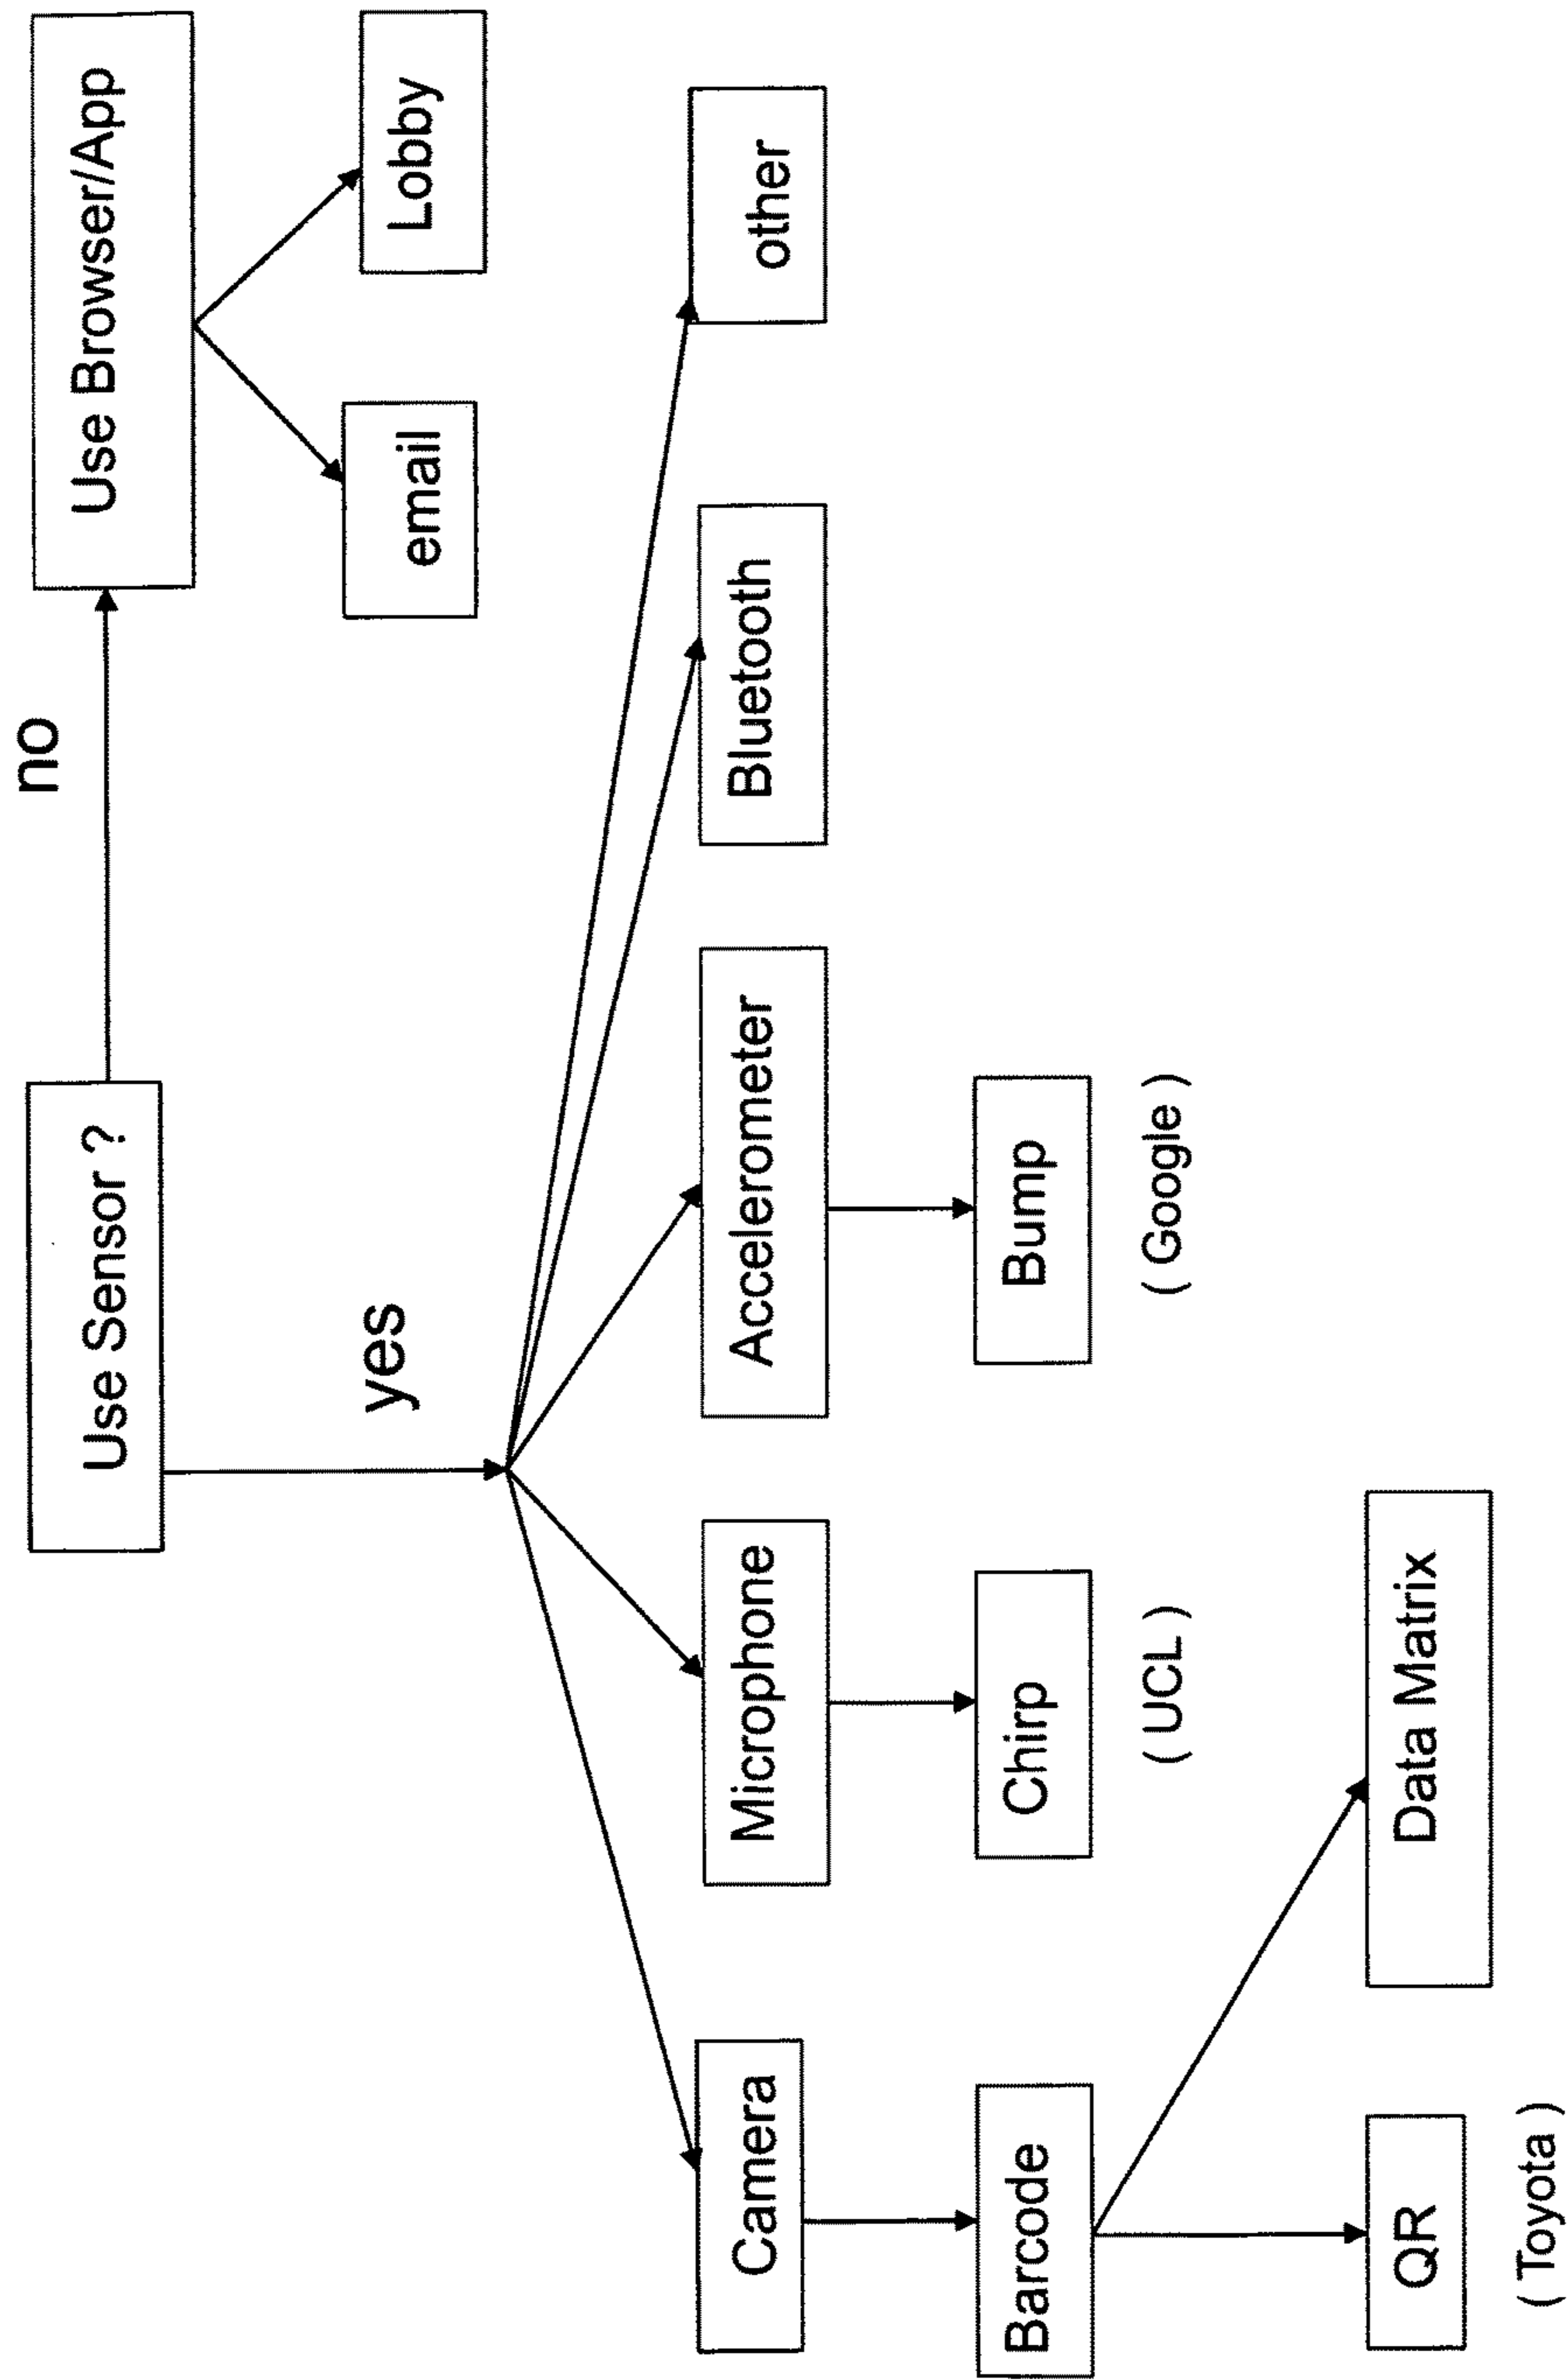 Use Sensor ?
no
Use Browser/App
yes
email
Lobby
Camera
Microphone
Accelerometer
Bluetooth
other
Barcode
Chirp
Bump
( UCL )
( Google )
QR
Data Matrix
( Toyota )